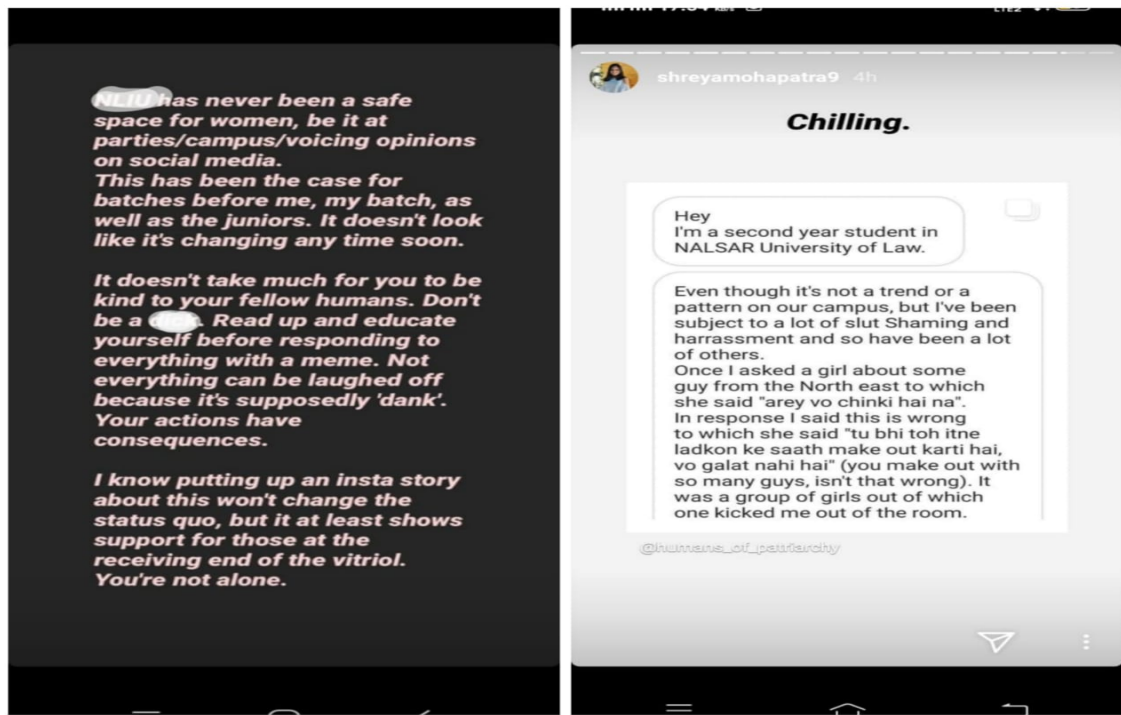 NLIU has never been a safe
space for women, be it at
parties/campus/voicing opinions
on social media.
This has been the case for
batches before me, my batch, as
well as the juniors. It doesn't look
like it's changing any time soon.
It doesn't take much for you to be
kind to your fellow humans. Don't
be a . Read up and educate
yourself before responding to
everything with a meme. Not
everything can be laughed off
because it's supposedly 'dank'.
Your actions have
consequences.
I know putting up an insta story
about this won't change the
status quo, but it at least shows
support for those at the
receiving end of the vitriol.
You're not alone.
shreyamohapatra9 4h
Chilling.
Hey
I'm a second year student in
NALSAR University of Law.
Even though it's not a trend or a
pattern on our campus, but I've been
subject to a lot of slut Shaming and
harrassment and so have been a lot
of others.
Once I asked a girl about some
guy from the North east to which
she said "arey vo chinki hai na".
In response I said this is wrong
to which she said "tu bhi toh itne
ladkon ke saath make out karti hai,
vo galat nahi hai" (you make out with
so many guys, isn't that wrong). It
was a group of girls out of which
one kicked me out of the room.
@humans_of_patriarchy